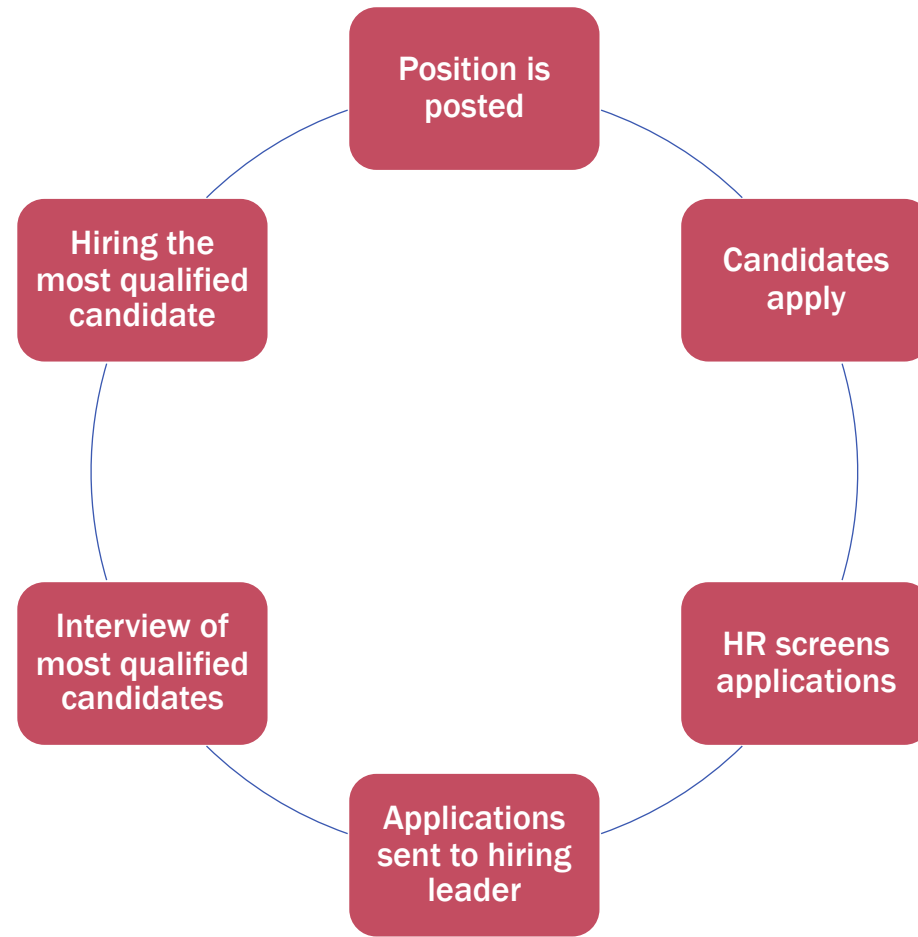 Position is
posted
Candidates
apply
HR screens
applications
Applications
sent to hiring
leader
Interview of
most qualified
candidates
Hiring the
most qualified
candidate